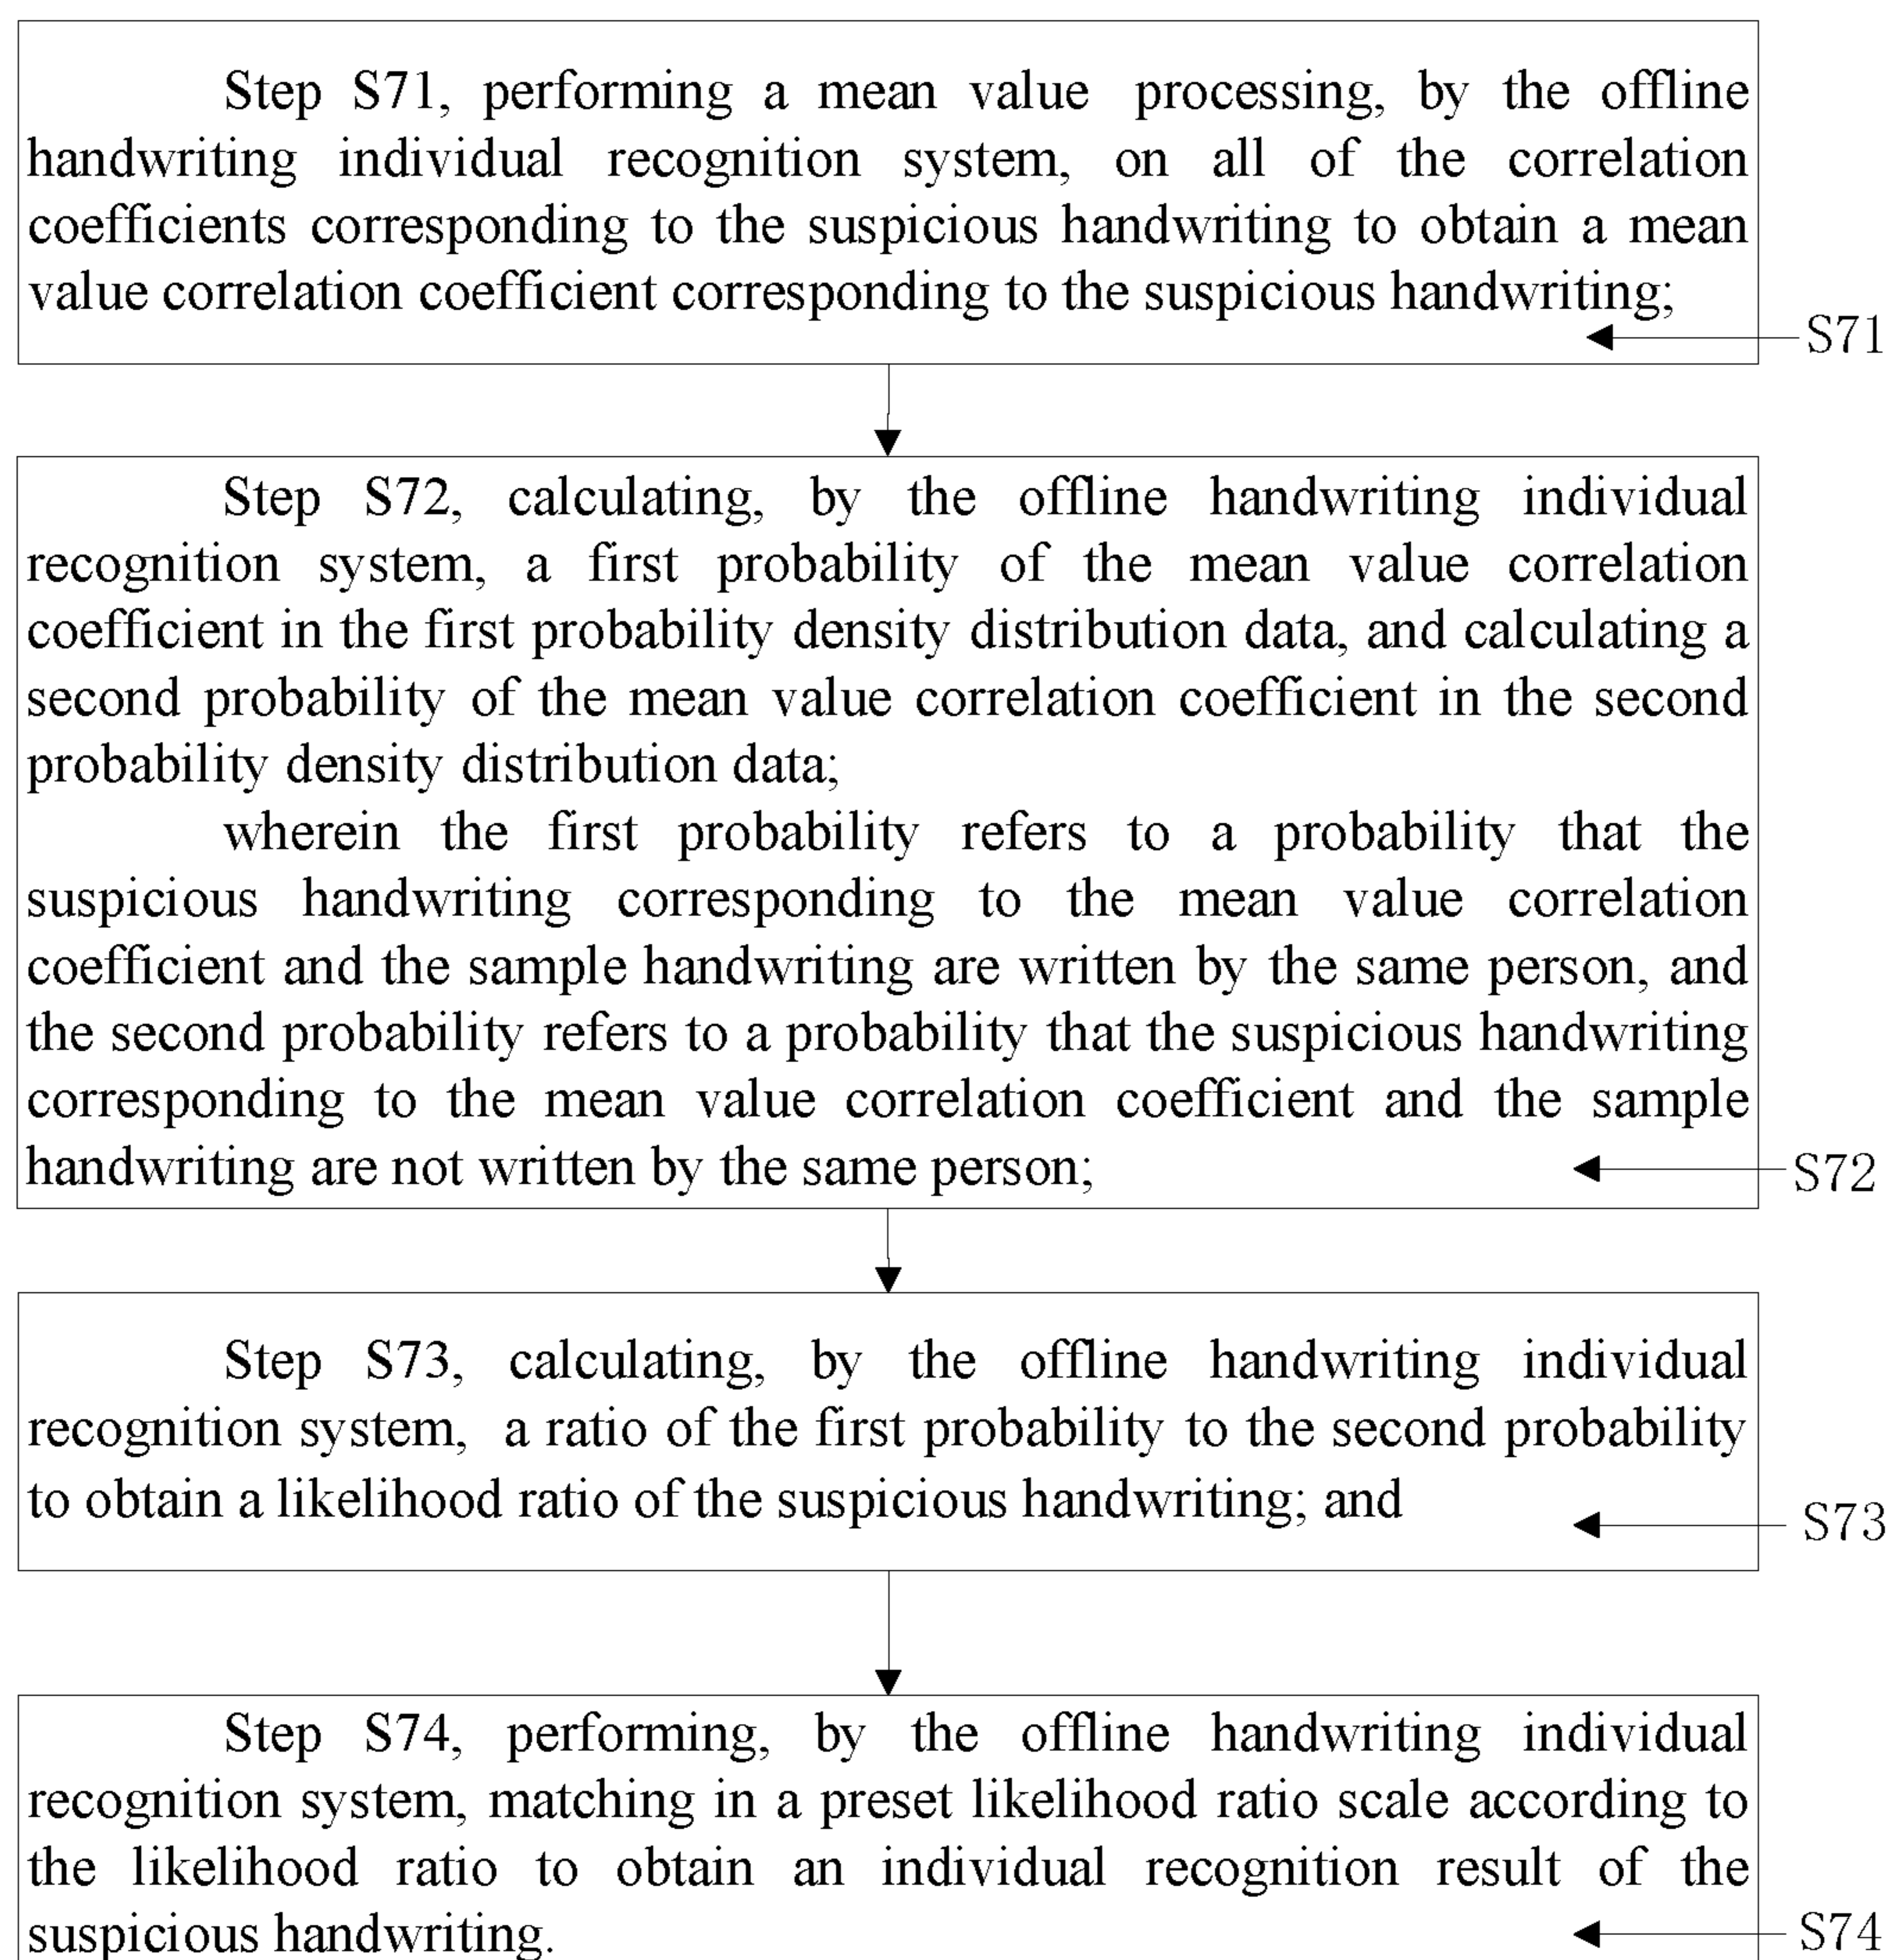 Step S71, performing a mean value processing, by the offline
handwriting individual recognition system, on all of the correlation
coefficients corresponding to the suspicious handwriting to obtain a mean
value correlation coefficient corresponding to the suspicious handwriting;
S71
Step S72, calculating, by the offline handwriting individual
recognition system, a first probability of the mean value correlation
coefficient in the first probability density distribution data, and calculating a
second probability of the mean value correlation coefficient in the second
probability density distribution data;
wherein the first probability refers to a probability that the
suspicious handwriting corresponding to the mean value correlation
coefficient and the sample handwriting are written by the same person, and
the second probability refers to a probability that the suspicious handwriting
corresponding to the mean value correlation coefficient and the sample
handwriting are not written by the same person;
S72
Step S73, calculating, by the offline handwriting individual
recognition system, a ratio of the first probability to the second probability
to obtain a likelihood ratio of the suspicious handwriting; and
S73
Step S74, performing, by the offline handwriting individual
recognition system, matching in a preset likelihood ratio scale according to
the likelihood ratio to obtain an individual recognition result of the
suspicious handwriting.
S74